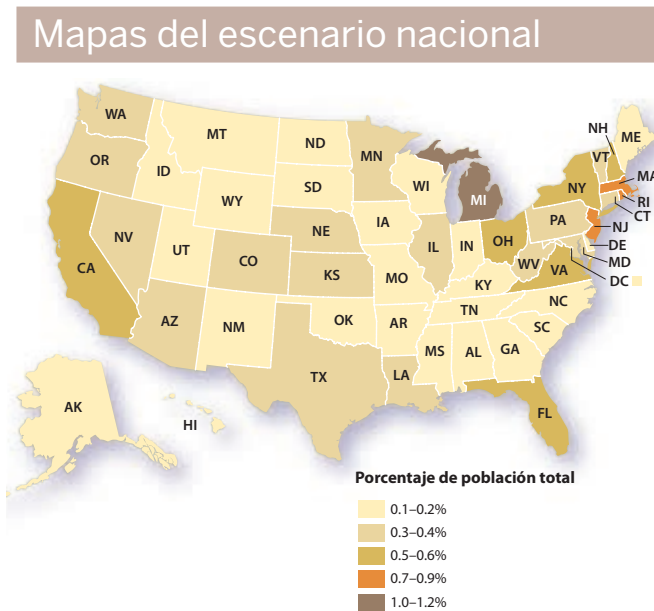 Mapas del escenario nacional
WA
OR
CA
NV
ID
MT
WY
UT
AZ
CO
NM
ND
SD
NE
KS
OK
TX
MN
IA
MO
AR
LA
WI
IL
MS
MI
IN
KY
TN
AL
OH
WV
GA
FL
SC
NC
VA
PA
NY
VT
NH
ME
MA
RI
CT
NJ
DE
MD
DC
AK
HI
Porcentaje de población total
0.1–0.2%
0.3–0.4%
0.5–0.6%
0.7–0.9%
1.0–1.2%